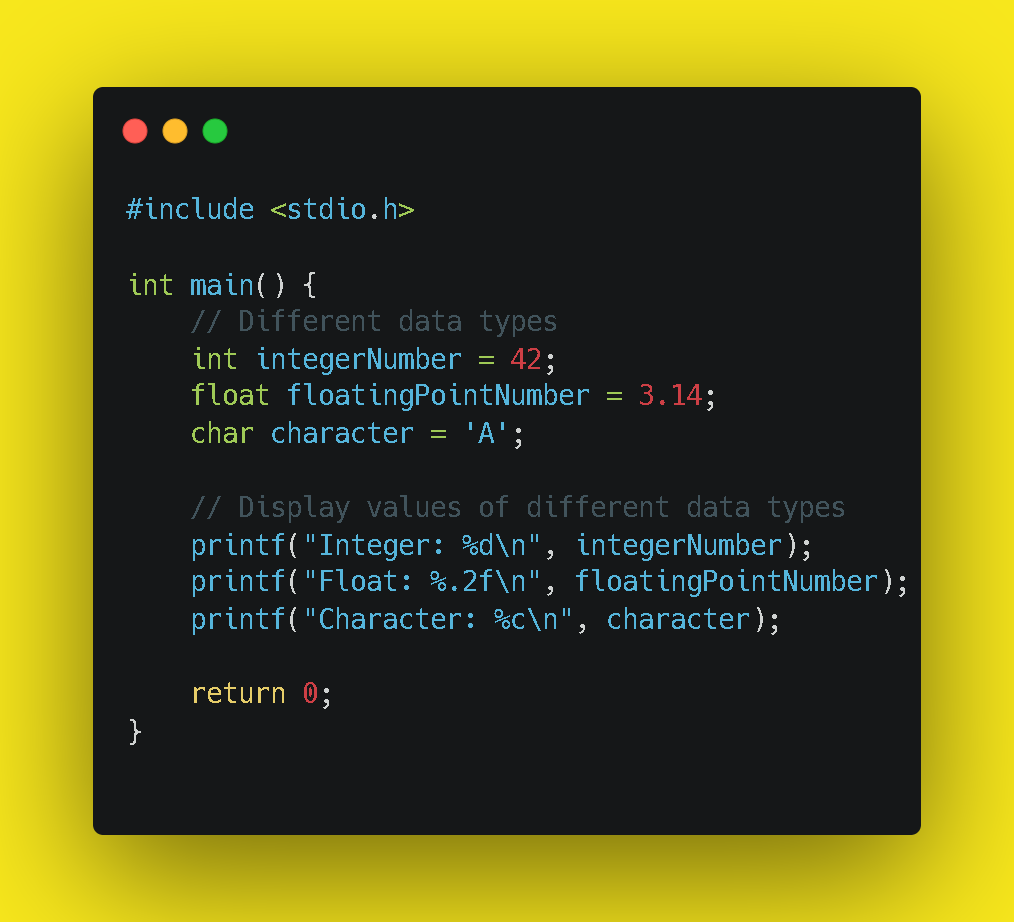 #include <stdio.h>

int main() {
    // Different data types
    int integerNumber = 42;
    float floatingPointNumber = 3.14;
    char character = 'A';

    // Display values of different data types
    printf("Integer: %d\n", integerNumber);
    printf("Float: %.2f\n", floatingPointNumber);
    printf("Character: %c\n", character);

    return 0;
}